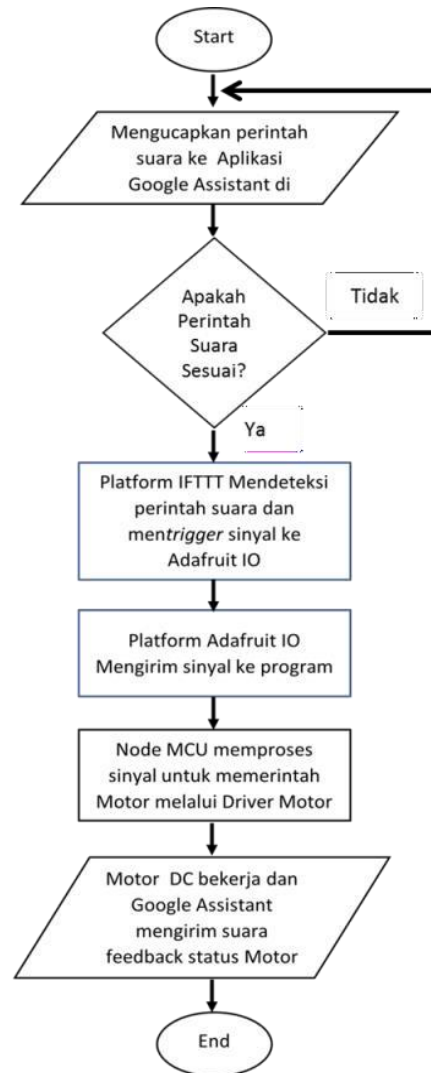 Start
Mengucapkan perintah
suara ke Aplikasi
Google Assistant di
Apakah
Perintah
Suara
Sesuai?
Tidak
Ya
Platform IFTTT Mendeteksi
perintah suara dan
mentrigger sinyal ke
Adafruit IO
Platform Adafruit IO
Mengirim sinyal ke program
Node MCU memproses
sinyal untuk memerintah
Motor melalui Driver Motor
Motor DC bekerja dan
Google Assistant
mengirim suara
feedback status Motor
End